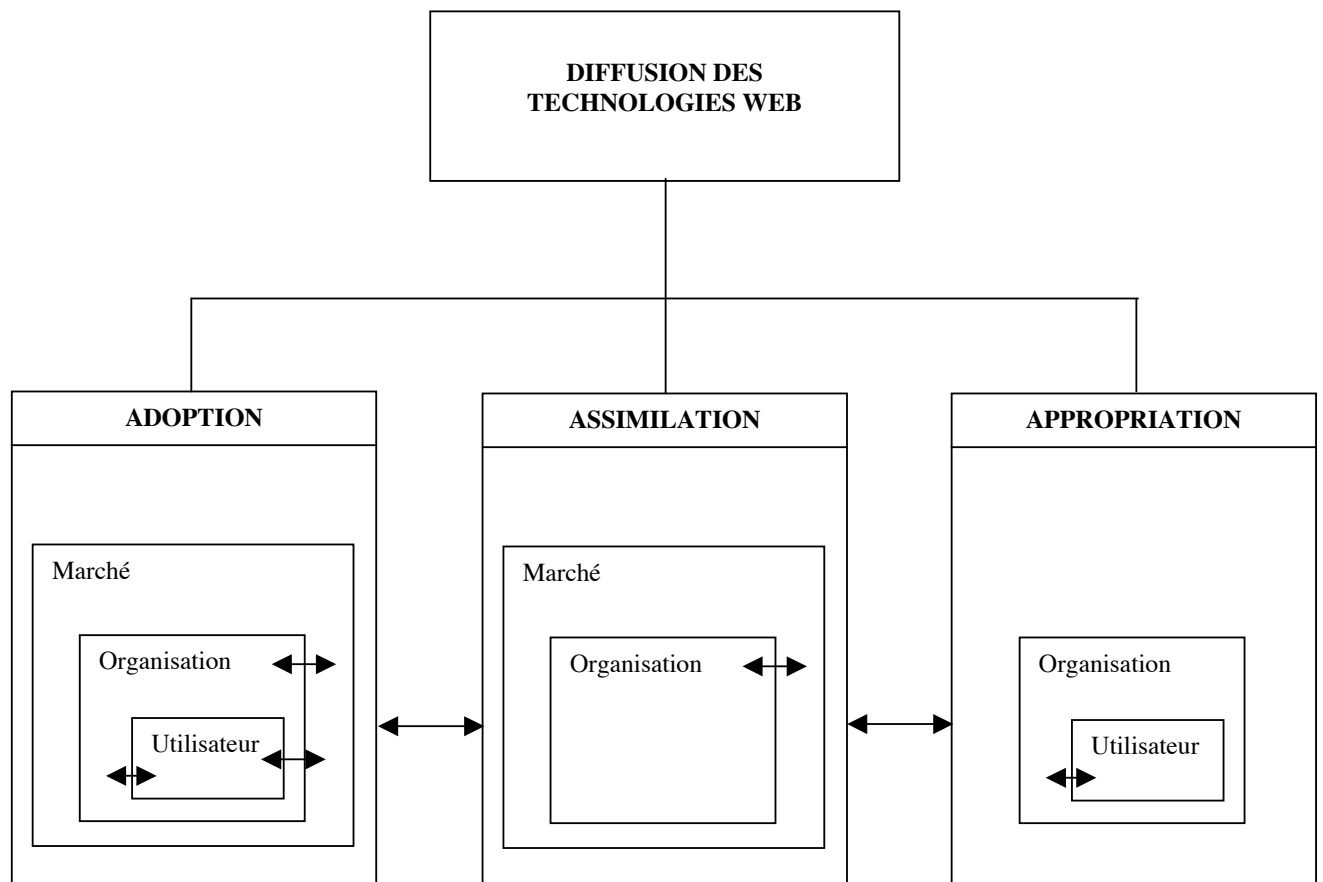 DIFFUSION DES
TECHNOLOGIES WEB
ADOPTION
Marché
Organisation
Utilisateur
ASSIMILATION
Marché
Organisation
APPROPRIATION
Organisation
Utilisateur